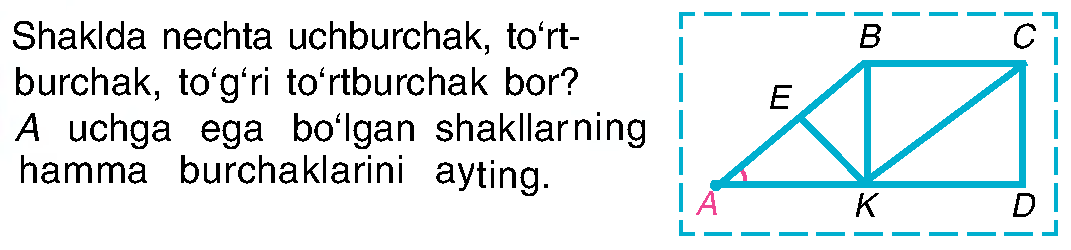 Shaklda nechta uchburchak, to‘rt-
burchak, to‘g‘ri to‘rtburchak bor?
A uchga ega bo‘lgan shakllarning
hamma burchaklarini ayting.
B
C
E
A
K
D